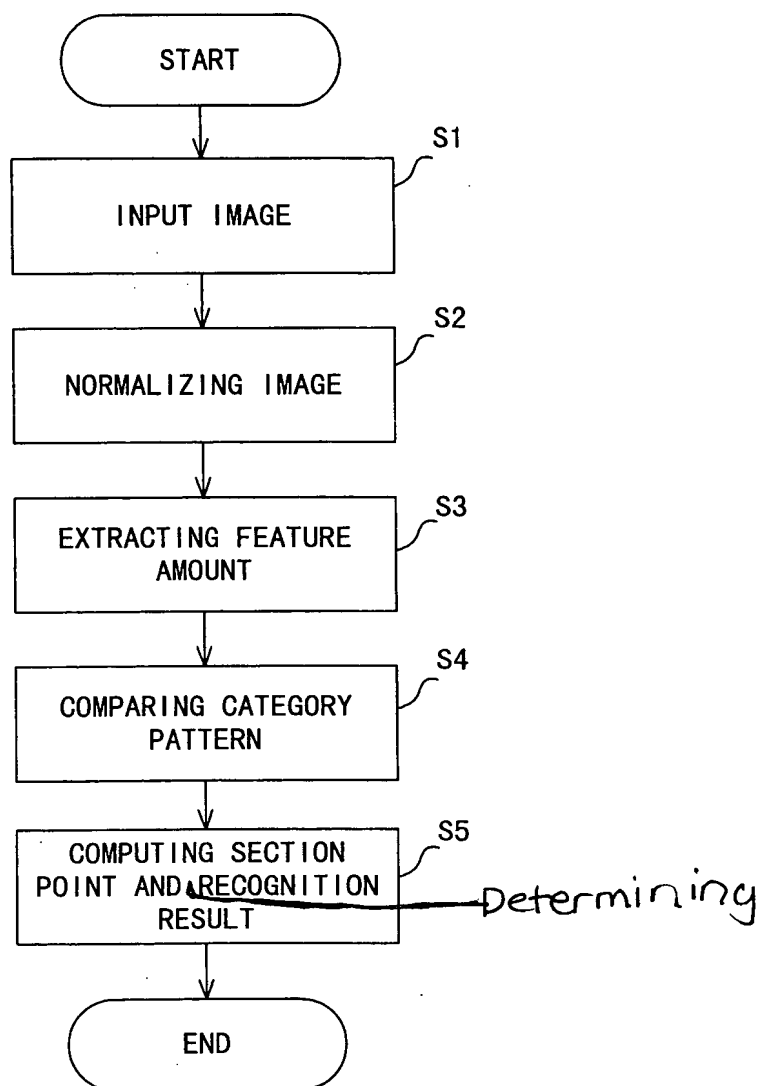 START
S1
INPUT IMAGE
S2
NORMALIZING IMAGE
S3
EXTRACTING FEATURE
AMOUNT
S4
COMPARING CATEGORY
PATTERN
S5
COMPUTING SECTION
POINT AND RECOGNITION
RESULT
Determining
END